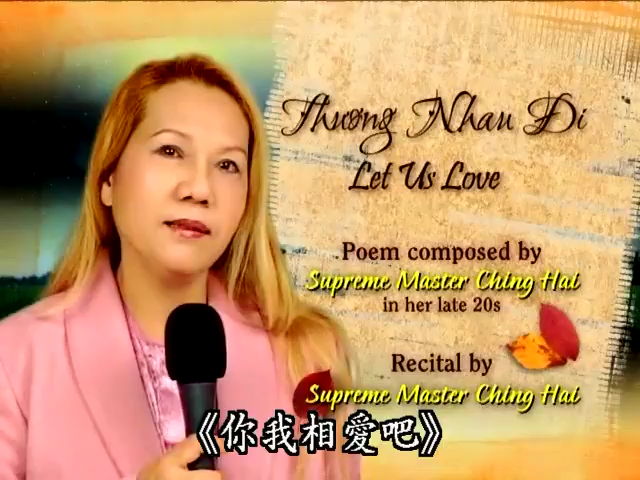 Thương Nhau Đi
Let Us Love
Poem composed by
Supreme Master Ching Hai
in her late 20s
Recital by
Supreme Master Ching Hai
《你我相愛吧》